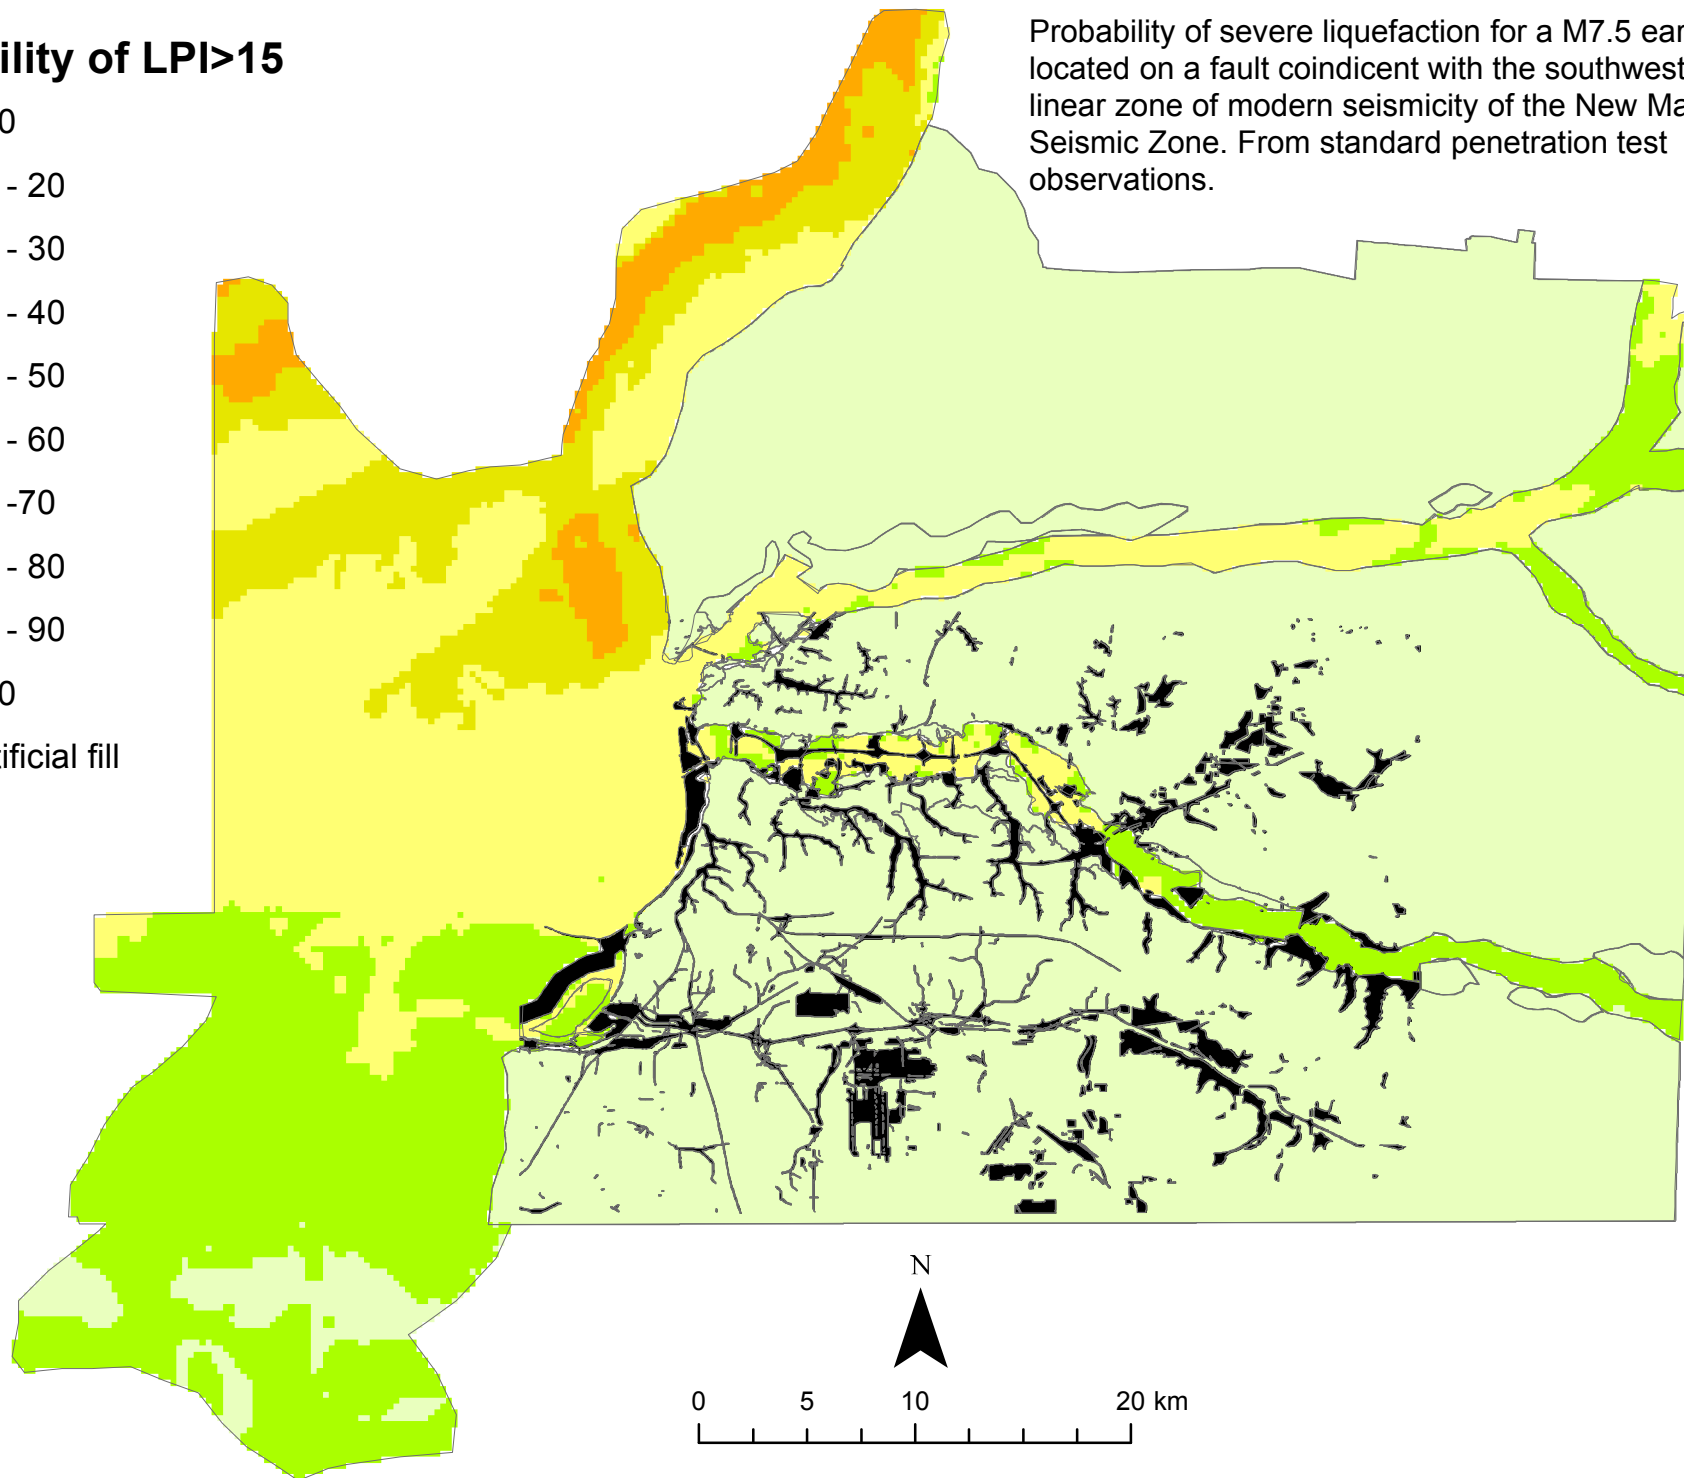 ility of LPI>15
0
- 20
- 30
- 40
- 50
- 60
-70
- 80
- 90
0
tificial fill
Probability of severe liquefaction for a M7.5 ear
located on a fault coindicent with the southwest
linear zone of modern seismicity of the New Ma
Seismic Zone. From standard penetration test
observations.
N
0 5 10 20 km